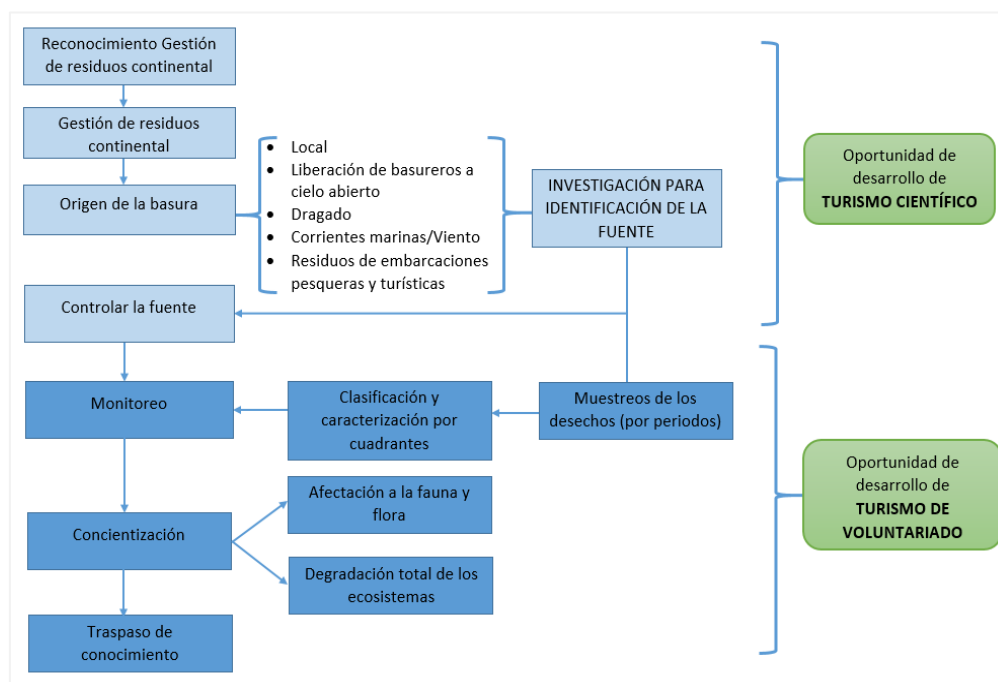 Reconocimiento Gestión
de residuos continental
Gestión de residuos
continental
Origen de la basura
• Local
• Liberación de basureros a
cielo abierto
• Dragado
• Corrientes marinas/Viento
• Residuos de embarcaciones
pesqueras y turísticas
INVESTIGACIÓN PARA
IDENTIFICACIÓN DE LA
FUENTE
Oportunidad de
desarrollo de
TURISMO CIENTÍFICO
Controlar la fuente
Monitoreo
Clasificación y
caracterización por
cuadrantes
Muestreos de los
desechos (por periodos)
Oportunidad de
desarrollo de
TURISMO DE
VOLUNTARIADO
Concientización
Afectación a la fauna y
flora
Degradación total de los
ecosistemas
Traspaso de
conocimiento